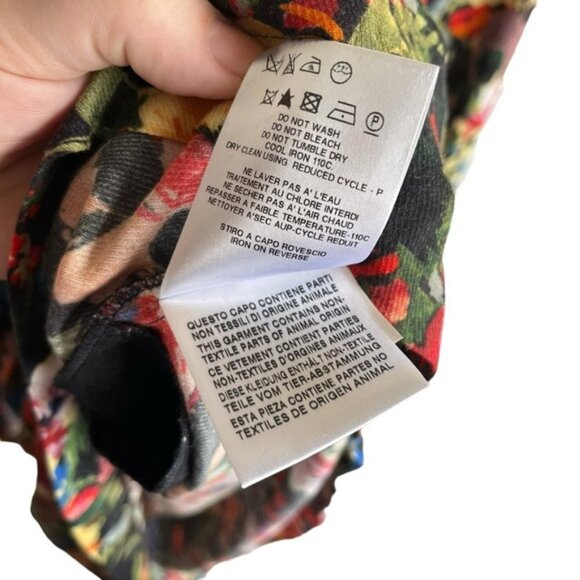 P
DO NOT WASH
DO NOT BLEACH
DO NOT TUMBLE DRY
COOL IRON 110C.
DRY CLEAN USING REDUCED CYCLE - P
NE LAVER PAS A' L'EAU
TRAITEMENT AU CHLORE INTERDI
NE SECHER PAS A' L'AIR CHAUD
REPASSER A FAIBLE TEMPERATURE-110C
NETTOYER A'SEC AUP-CYCLE REDUIT
STIRO A CAPO ROVESCIO
IRON ON REVERSE
QUESTO CAPO CONTIENE PARTI
NON TESSILI DI ORIGINE ANIMALE
THIS GARMENT CONTAINS NON-
TEXTILE PARTS OF ANIMAL ORIGIN
CE VETEMENT CONTIENT PARTIES
NON-TEXTILES D'ORGINES ANIMAUX
DIESE KLEIDUNG ENTHÄLT NON-TEXTILE
TEILE VOM TIER-ABSTAMMUNG
ESTA PIEZA CONTIENE PARTES NO
TEXTILES DE ORIGEN ANIMAL